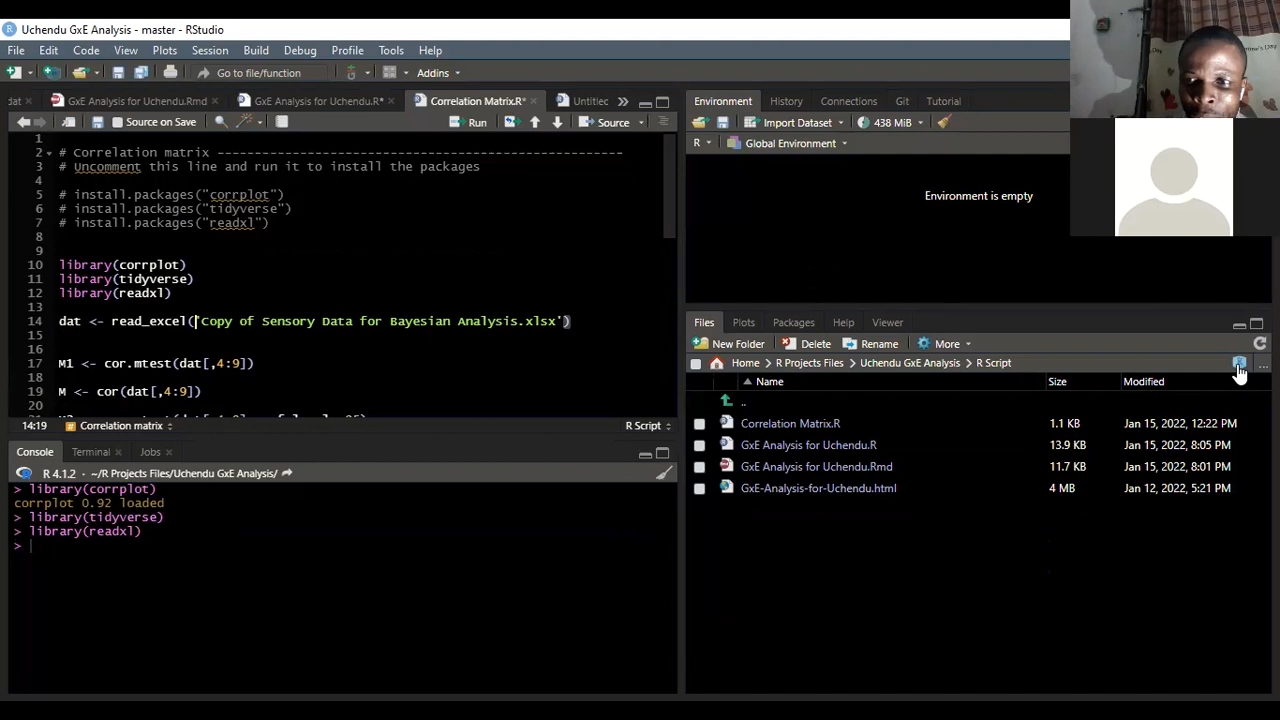 Uchendu GxE Analysis - master - RStudio
File Edit Code View Plots Session Build Debug Profile Tools Help
Go to file/function Addins
dat GxE Analysis for Uchendu.Rmd GxE Analysis for Uchendu.R* Correlation Matrix.R* Untitlec
Source on Save Run Source
1
2 # Correlation matrix -----------------------------------------------------
3 # Uncomment this line and run it to install the packages
4
5 # install.packages("corrplot")
6 # install.packages("tidyverse")
7 # install.packages("readxl")
8
9
10 library(corrplot)
11 library(tidyverse)
12 library(readxl)
13
14 dat <- read_excel('Copy of Sensory Data for Bayesian Analysis.xlsx')
15
16
17 M1 <- cor.mtest(dat[,4:9])
18
19 M <- cor(dat[,4:9])
20
14:19 Correlation matrix R Script
Console Terminal Jobs
R 4.1.2 · ~/R Projects Files/Uchendu GxE Analysis/
> library(corrplot)
corrplot 0.92 loaded
> library(tidyverse)
> library(readxl)
>
Environment History Connections Git Tutorial
Import Dataset 438 MiB
R Global Environment
Environment is empty
Files Plots Packages Help Viewer
New Folder Delete Rename More
Home R Projects Files Uchendu GxE Analysis R Script ...
Name Size Modified
..
Correlation Matrix.R 1.1 KB Jan 15, 2022, 12:22 PM
GxE Analysis for Uchendu.R 13.9 KB Jan 15, 2022, 8:05 PM
GxE Analysis for Uchendu.Rmd 11.7 KB Jan 15, 2022, 8:01 PM
GxE-Analysis-for-Uchendu.html 4 MB Jan 12, 2022, 5:21 PM